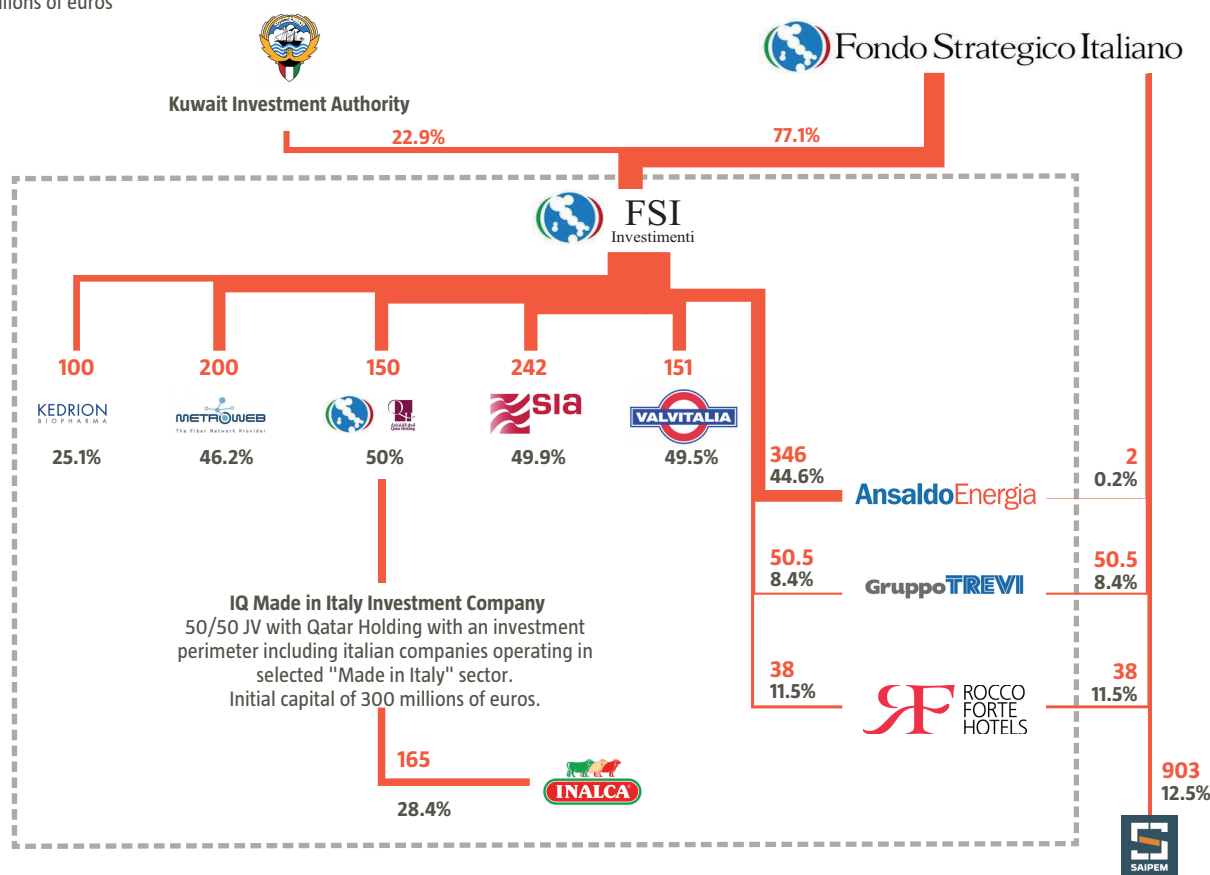 llions of euros
Fondo Strategico Italiano
Kuwait Investment Authority
22.9%
77.1%
FSI
Investimenti
100
200
150
242
151
KEDRION
BIOPHARMA
METROWEB
The Fiber Network Provider
QH
Qatar Holding
sia
VALVITALIA
25.1%
46.2%
50%
49.9%
49.5%
346
44.6%
AnsaldoEnergia
2
0.2%
50.5
8.4%
GruppoTREVI
50.5
8.4%
IQ Made in Italy Investment Company
50/50 JV with Qatar Holding with an investment
perimeter including italian companies operating in
selected "Made in Italy" sector.
Initial capital of 300 millions of euros.
38
11.5%
RF
ROCCO
FORTE
HOTELS
38
11.5%
165
28.4%
INALCA
903
12.5%
SAIPEM